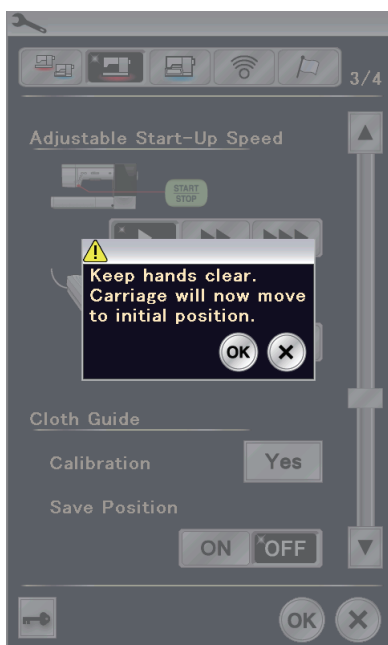 3/4
Adjustable Start-Up Speed
START
STOP
Keep hands clear.
Carriage will now move
to initial position.
OK
Cloth Guide
Calibration
Yes
Save Position
ON
OFF
OK